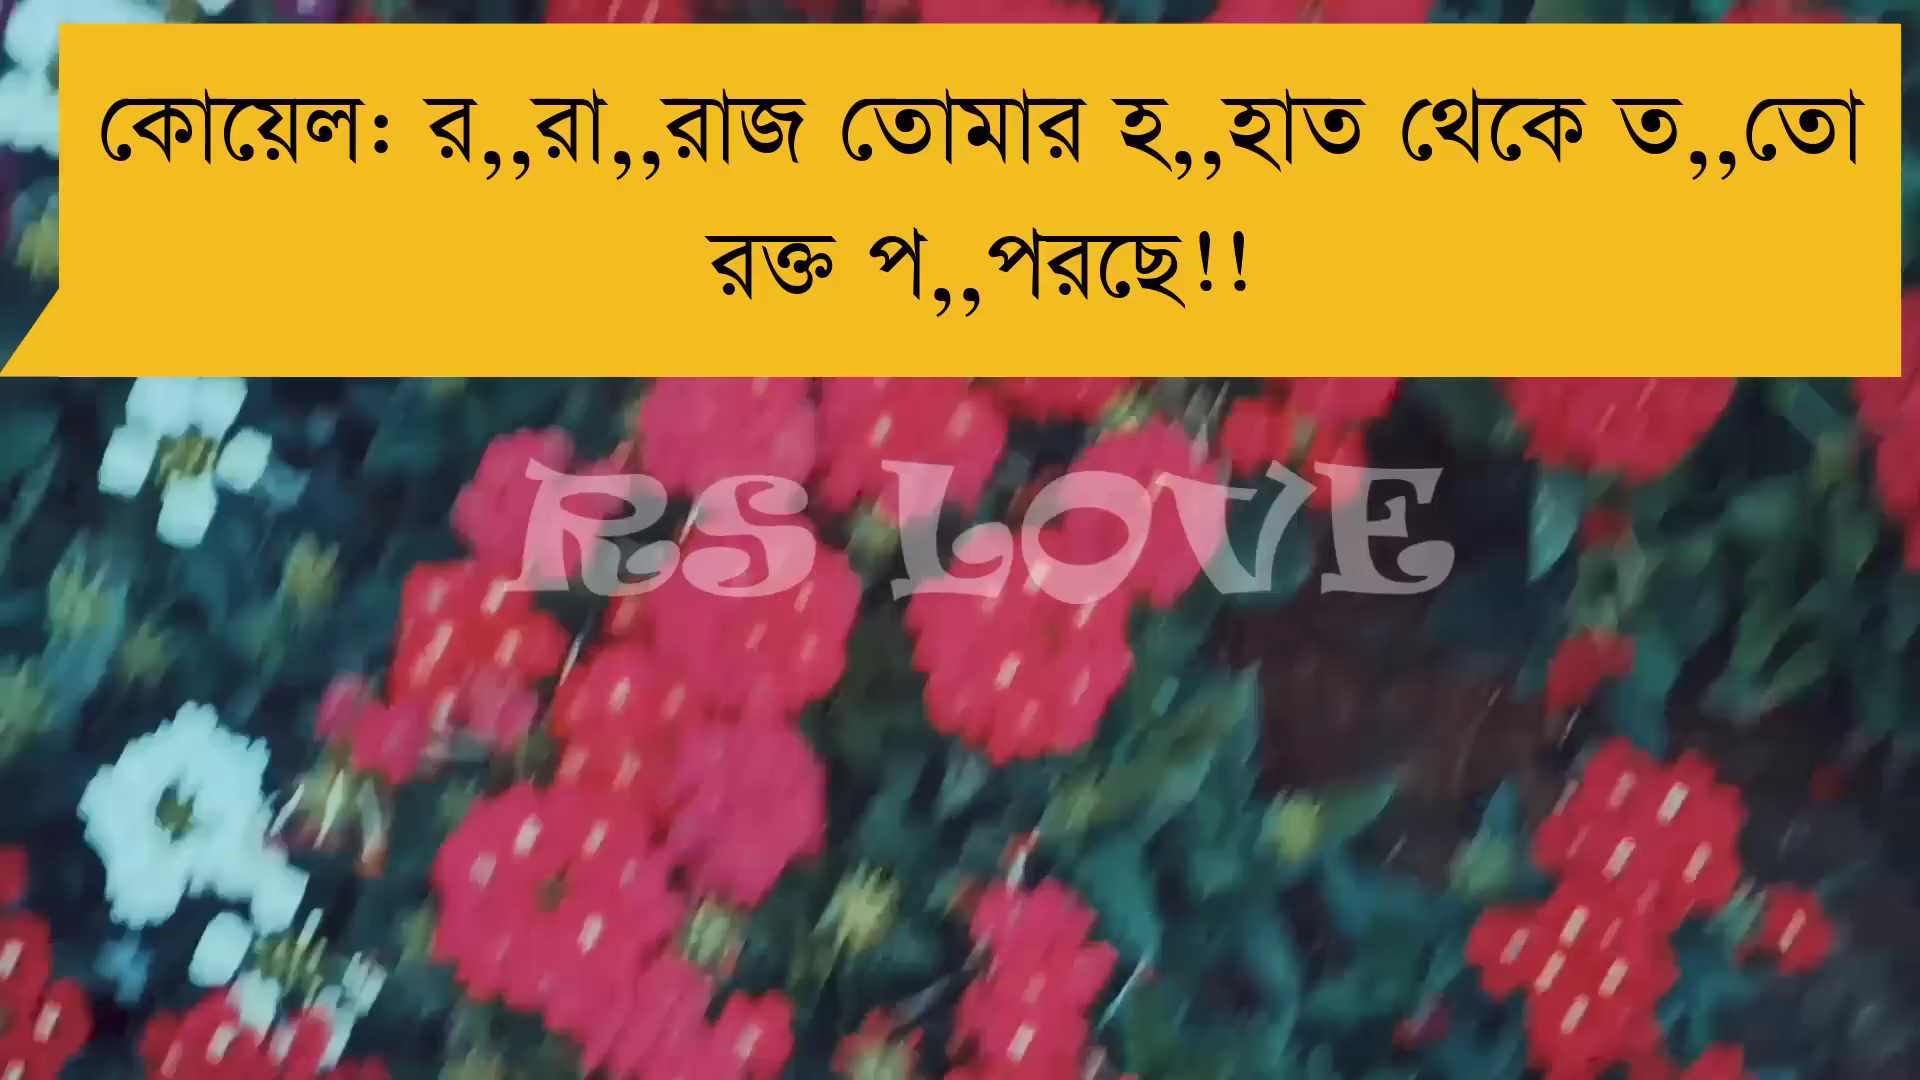 কোয়েল: র,,রা,,রাজ তোমার হ,,হাত থেকে ত,,তো
রক্ত প,,পরছে!!
RS LOVE